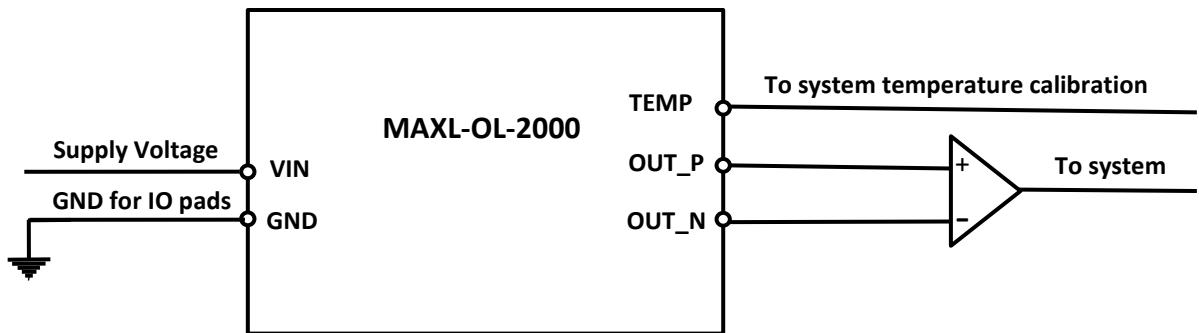 To system temperature calibration
TEMP
MAXL-OL-2000
Supply Voltage
VIN
OUT_P
+
To system
GND for IO pads
GND
OUT_N
-